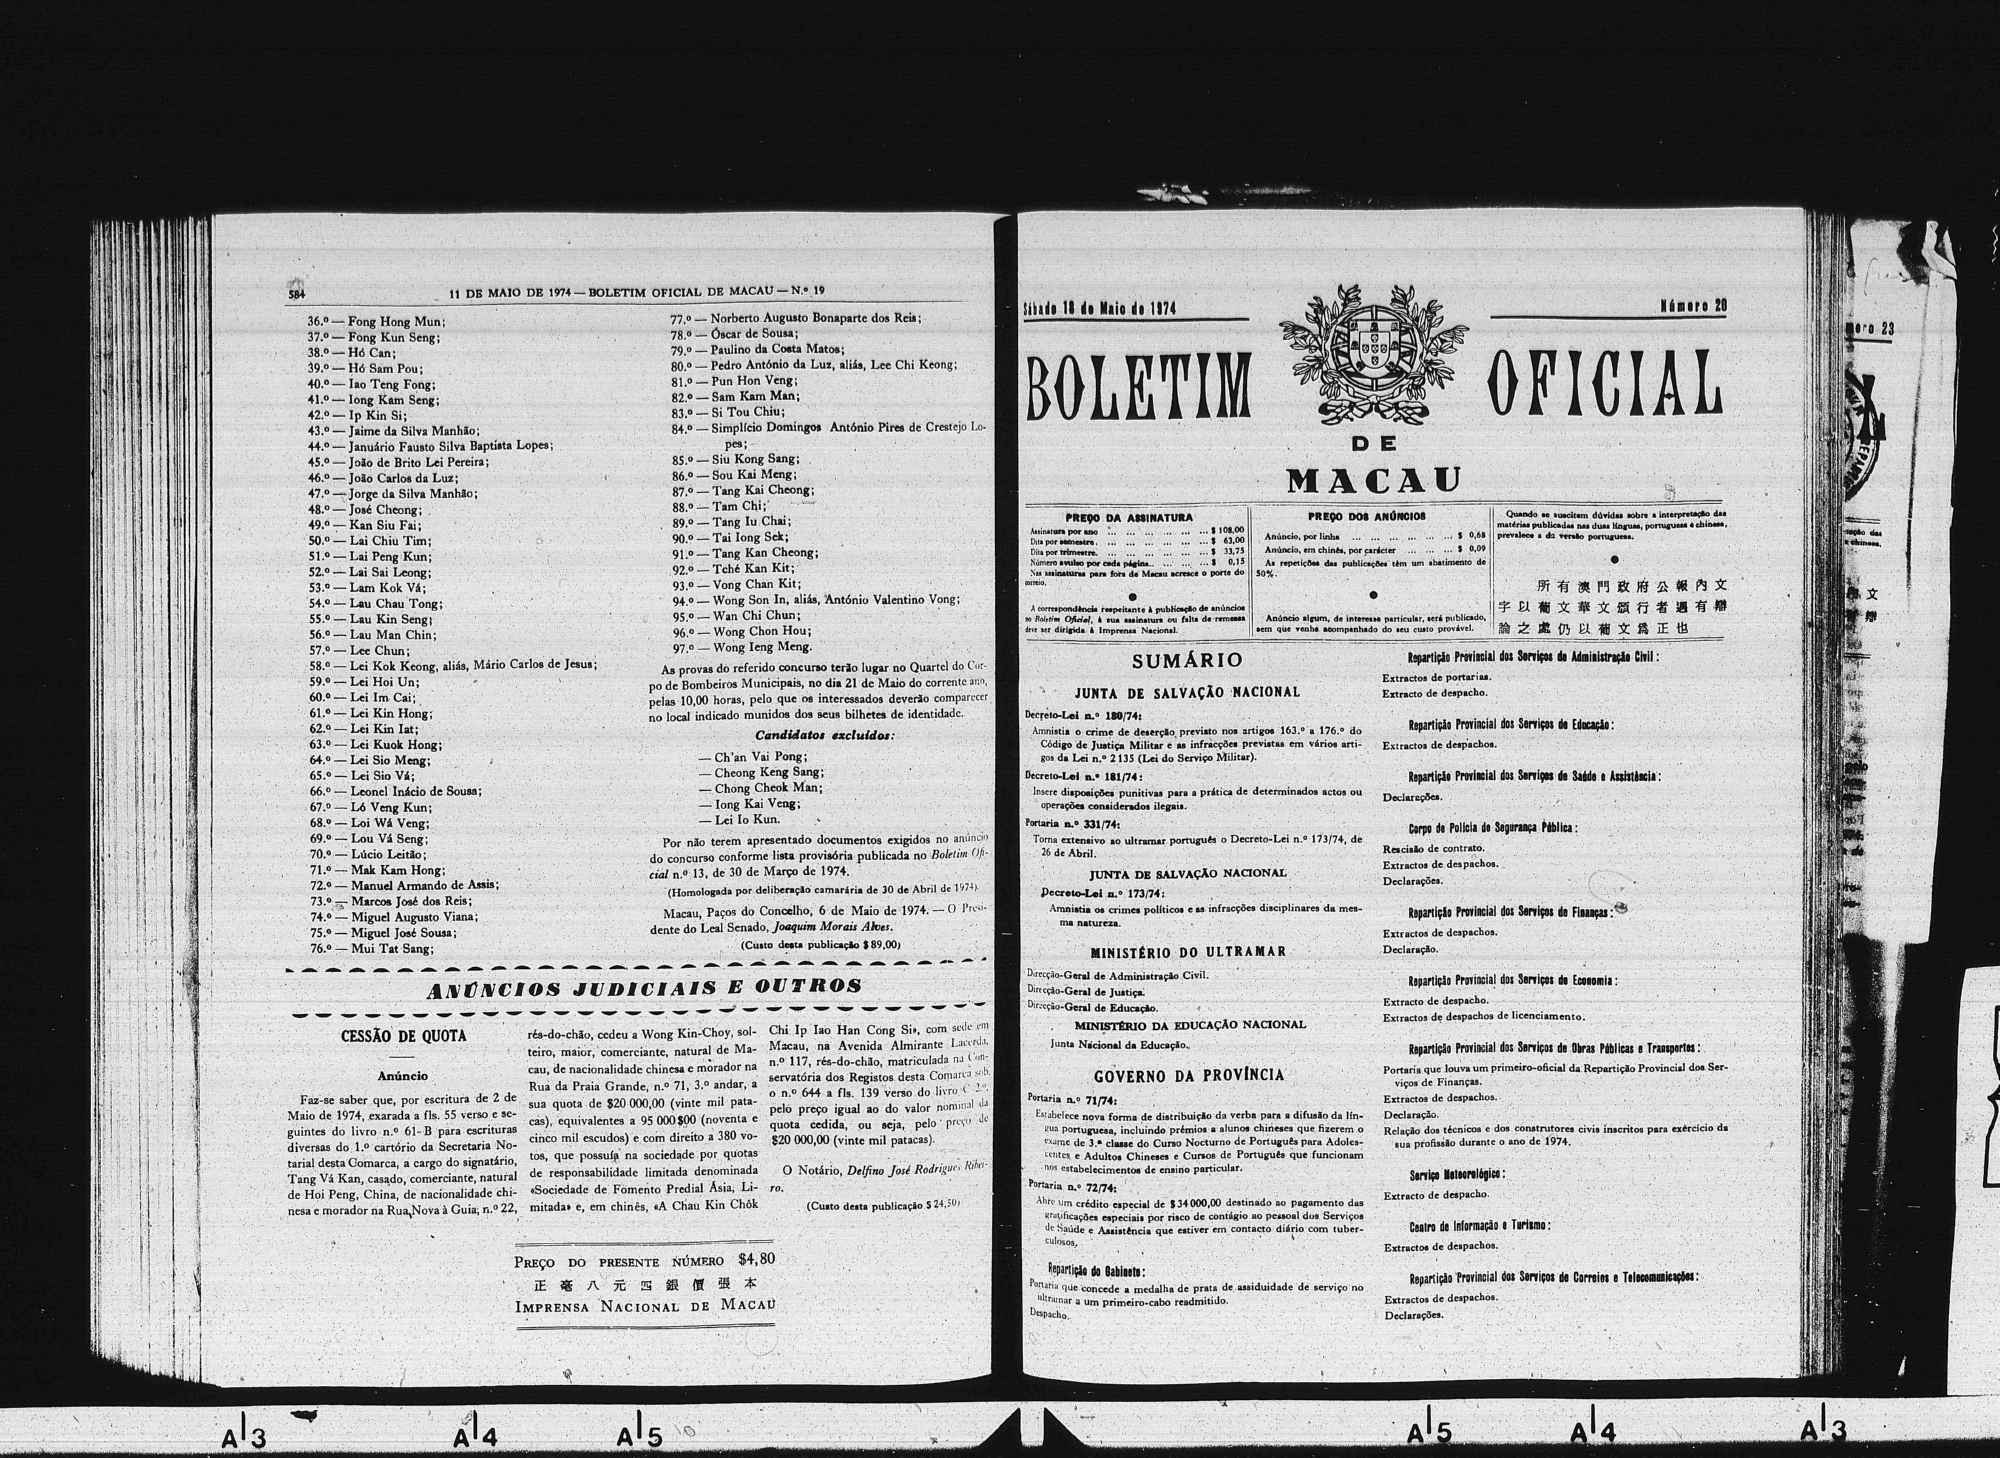 584
11 DE MAIO DE 1974 — BOLETIM OFICIAL DE MACAU — N.º 19
36.º — Fong Hong Mun;
37.º — Fong Kun Seng;
38.º — Hó Can;
39.º — Hó Sam Pou;
40.º — Iao Teng Fong;
41.º — Iong Kam Seng;
42.º — Ip Kin Si;
43.º — Jaime da Silva Manhão;
44.º — Januário Fausto Silva Baptista Lopes;
45.º — João de Brito Lei Pereira;
46.º — João Carlos da Luz;
47.º — Jorge da Silva Manhão;
48.º — José Cheong;
49.º — Kan Siu Fai;
50.º — Lai Chiu Tim;
51.º — Lai Peng Kun;
52.º — Lai Sai Leong;
53.º — Lam Kok Vá;
54.º — Lau Chau Tong;
55.º — Lau Kin Seng;
56.º — Lau Man Chin;
57.º — Lee Chun;
58.º — Lei Kok Keong, aliás, Mário Carlos de Jesus;
59.º — Lei Hoi Un;
60.º — Lei Im Cai;
61.º — Lei Kin Hong;
62.º — Lei Kin Iat;
63.º — Lei Kuok Hong;
64.º — Lei Sio Meng;
65.º — Lei Sio Vá;
66.º — Leonel Inácio de Sousa;
67.º — Ló Veng Kun;
68.º — Loi Wá Veng;
69.º — Lou Vá Seng;
70.º — Lúcio Leitão;
71.º — Mak Kam Hong;
72.º — Manuel Armando de Assis;
73.º — Marcos José dos Reis;
74.º — Miguel Augusto Viana;
75.º — Miguel José Sousa;
76.º — Mui Tat Sang;
77.º — Norberto Augusto Bonaparte dos Reis;
78.º — Óscar de Sousa;
79.º — Paulino da Costa Matos;
80.º — Pedro António da Luz, aliás, Lee Chi Keong;
81.º — Pun Hon Veng;
82.º — Sam Kam Man;
83.º — Si Tou Chiu;
84.º — Simplício Domingos António Pires de Crestejo Lo-
pes;
85.º — Siu Kong Sang;
86.º — Sou Kai Meng;
87.º — Tang Kai Cheong;
88.º — Tam Chi;
89.º — Tang Iu Chai;
90.º — Tai Iong Sek;
91.º — Tang Kan Cheong;
92.º — Tché Kan Kit;
93.º — Vong Chan Kit;
94.º — Wong Son In, aliás, António Valentino Vong;
95.º — Wan Chi Chun;
96.º — Wong Chon Hou;
97.º — Wong Ieng Meng.
As provas do referido concurso terão lugar no Quartel do Cor-
po de Bombeiros Municipais, no dia 21 de Maio do corrente ano,
pelas 10,00 horas, pelo que os interessados deverão comparecer
no local indicado munidos dos seus bilhetes de identidade.
Candidatos excluídos:
— Ch'an Vai Pong;
— Cheong Keng Sang;
— Chong Cheok Man;
— Iong Kai Veng;
— Lei Io Kun.
Por não terem apresentado documentos exigidos no anúncio
do concurso conforme lista provisória publicada no Boletim Ofi-
cial n.º 13, de 30 de Março de 1974.
(Homologada por deliberação camarária de 30 de Abril de 1974).
Macau, Paços do Concelho, 6 de Maio de 1974. — O Presi-
dente do Leal Senado, Joaquim Morais Alves.
(Custo desta publicação $89,00)
ANÚNCIOS JUDICIAIS E OUTROS
CESSÃO DE QUOTA
Anúncio
Faz-se saber que, por escritura de 2 de
Maio de 1974, exarada a fls. 55 verso e se-
guintes do livro n.º 61-B para escrituras
diversas do 1.º cartório da Secretaria No-
tarial desta Comarca, a cargo do signatário,
Tang Vá Kan, casado, comerciante, natural
de Hoi Peng, China, de nacionalidade chi-
nesa e morador na Rua Nova à Guia, n.º 22,
rés-do-chão, cedeu a Wong Kin-Choy, sol-
teiro, maior, comerciante, natural de Ma-
cau, de nacionalidade chinesa e morador na
Rua da Praia Grande, n.º 71, 3.º andar, a
sua quota de $20 000,00 (vinte mil pata-
cas), equivalentes a 95 000$00 (noventa e
cinco mil escudos) e com direito a 380 vo-
tos, que possuía na sociedade por quotas
de responsabilidade limitada denominada
«Sociedade de Fomento Predial Ásia, Li-
mitada» e, em chinês, «A Chau Kin Chôk
Chi Ip Iao Han Cong Si», com sede em
Macau, na Avenida Almirante Lacerda,
n.º 117, rés-do-chão, matriculada na Con-
servatória dos Registos desta Comarca sob
o n.º 644 a fls. 139 verso do livro C 2.º,
pelo preço igual ao do valor nominal da
quota cedida, ou seja, pelo preço de
$20 000,00 (vinte mil patacas).
O Notário, Delfino José Rodrigues Ribei-
ro.
(Custo desta publicação $24,50)
PREÇO DO PRESENTE NÚMERO $4,80
正毫八元四銀價張本
IMPRENSA NACIONAL DE MACAU
Sábado 18 de Maio de 1974
Número 20
BOLETIM OFICIAL
DE
MACAU
PREÇO DA ASSINATURA
Assinatura por ano ... $ 108,00
Dita por semestre. ... $ 63,00
Dita por trimestre. ... $ 33,75
Número avulso por cada página. ... $ 0,15
Nas assinaturas para fora de Macau acresce o porte do
correio.
A correspondência respeitante à publicação de anúncios
no Boletim Oficial, à sua assinatura ou falta de remessa
deve ser dirigida à Imprensa Nacional.
PREÇO DOS ANÚNCIOS
Anúncio, por linha ... $ 0,68
Anúncio, em chinês, por carácter ... $ 0,09
As repetições das publicações têm um abatimento de
50%.
Anúncio algum, de interesse particular, será publicado,
sem que venha acompanhado do seu custo provável.
Quando se suscitem dúvidas sobre a interpretação das
matérias publicadas nas duas línguas, portuguesa e chinesa,
prevalece a da versão portuguesa.
所有澳門政府公報內文
字以葡文華文頒行者遇有辯
論之處仍以葡文爲正也
SUMÁRIO
JUNTA DE SALVAÇÃO NACIONAL
Decreto-Lei n.º 180/74:
Amnistia o crime de deserção previsto nos artigos 163.º a 176.º do
Código de Justiça Militar e as infracções previstas em vários arti-
gos da Lei n.º 2 135 (Lei do Serviço Militar).
Decreto-Lei n.º 181/74:
Insere disposições punitivas para a prática de determinados actos ou
operações considerados ilegais.
Portaria n.º 331/74:
Torna extensivo ao ultramar português o Decreto-Lei n.º 173/74, de
26 de Abril.
JUNTA DE SALVAÇÃO NACIONAL
Decreto-Lei n.º 173/74:
Amnistia os crimes políticos e as infracções disciplinares da mes-
ma natureza.
MINISTÉRIO DO ULTRAMAR
Direcção-Geral de Administração Civil.
Direcção-Geral de Justiça.
Direcção-Geral de Educação.
MINISTÉRIO DA EDUCAÇÃO NACIONAL
Junta Nacional da Educação.
GOVERNO DA PROVÍNCIA
Portaria n.º 71/74:
Estabelece nova forma de distribuição da verba para a difusão da lín-
gua portuguesa, incluindo prémios a alunos chineses que fizerem o
exame de 3.ª classe do Curso Nocturno de Português para Adoles-
centes e Adultos Chineses e Cursos de Português que funcionam
nos estabelecimentos de ensino particular.
Portaria n.º 72/74:
Abre um crédito especial de $34 000,00 destinado ao pagamento das
gratificações especiais por risco de contágio ao pessoal dos Serviços
de Saúde e Assistência que estiver em contacto diário com tuber-
culosos.
Repartição do Gabinete:
Portaria que concede a medalha de prata de assiduidade de serviço no
ultramar a um primeiro-cabo readmitido.
Despacho.
Repartição Provincial dos Serviços de Administração Civil:
Extractos de portarias.
Extracto de despacho.
Repartição Provincial dos Serviços de Educação:
Extractos de despachos.
Repartição Provincial dos Serviços de Saúde e Assistência:
Declarações.
Corpo de Polícia de Segurança Pública:
Rescisão de contrato.
Extractos de despachos.
Declarações.
Repartição Provincial dos Serviços de Finanças:
Extractos de despachos.
Declaração.
Repartição Provincial dos Serviços de Economia:
Extracto de despacho.
Extractos de despachos de licenciamento.
Repartição Provincial dos Serviços de Obras Públicas e Transportes:
Portaria que louva um primeiro-oficial da Repartição Provincial dos Ser-
viços de Finanças.
Extractos de despachos.
Declaração.
Relação dos técnicos e dos construtores civis inscritos para exercício da
sua profissão durante o ano de 1974.
Serviço Meteorológico:
Extracto de despacho.
Centro de Informação e Turismo:
Extractos de despachos.
Repartição Provincial dos Serviços de Correios e Telecomunicações:
Extractos de despachos.
Declarações.
mero 23
A 3
A 4
A 5
A 5
A 4
A 3